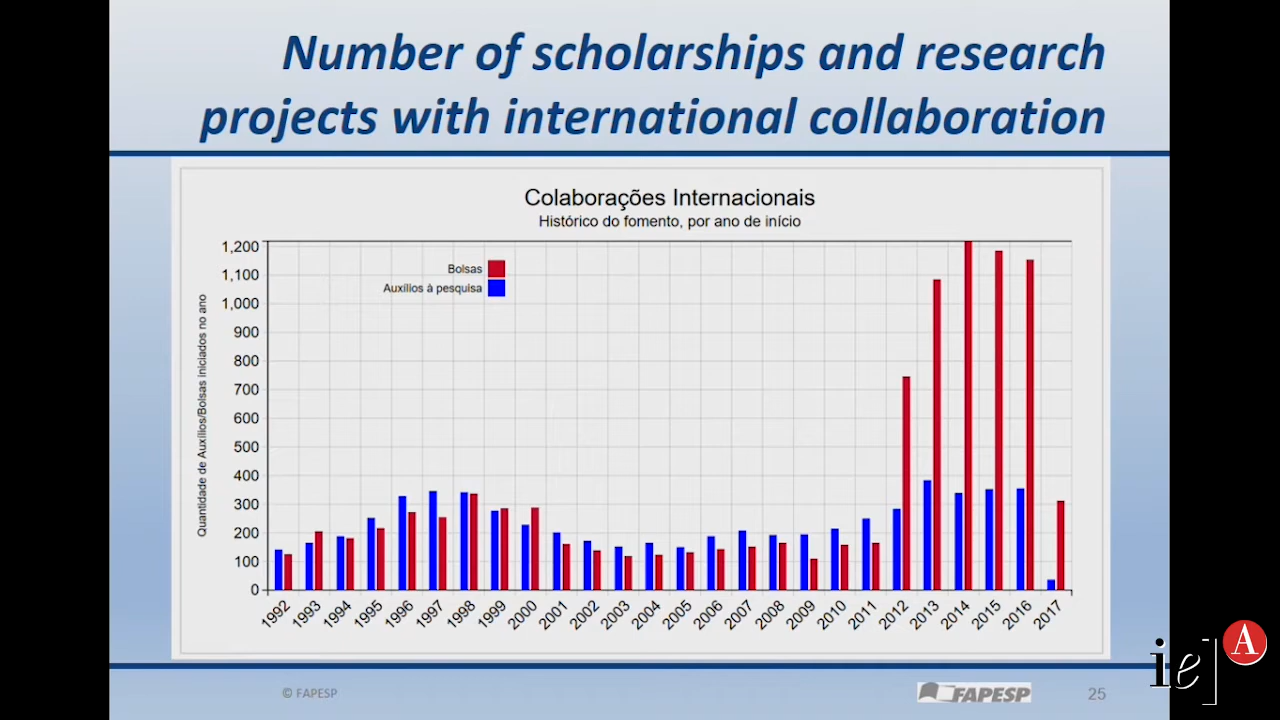 Number of scholarships and research
projects with international collaboration
Colaborações Internacionais
Histórico do fomento, por ano de início
Quantidade de Auxílios/Bolsas iniciados no ano
Bolsas
Auxílios à pesquisa
1,200
1,100
1,000
900
800
700
600
500
400
300
200
100
0
1992 1993 1994 1995 1996 1997 1998 1999 2000 2001 2002 2003 2004 2005 2006 2007 2008 2009 2010 2011 2012 2013 2014 2015 2016 2017
© FAPESP
FAPESP
25
ie]
A